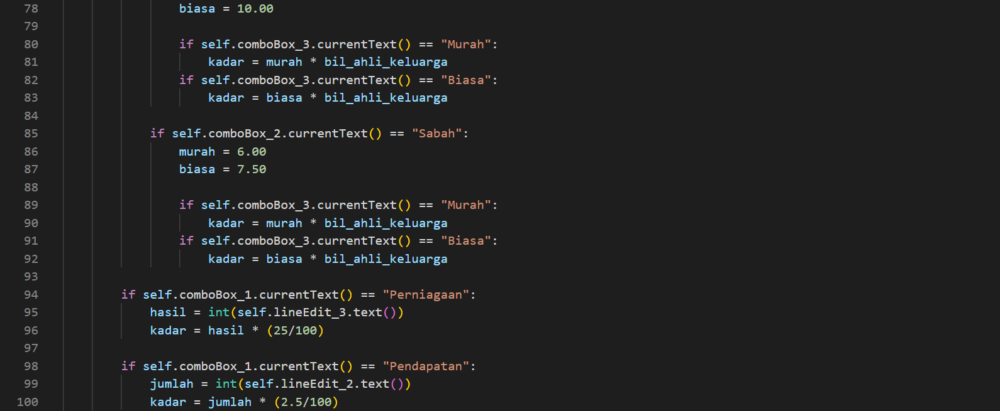 78 biasa = 10.00
79
80 if self.comboBox_3.currentText() == "Murah":
81 kadar = murah * bil_ahli_keluarga
82 if self.comboBox_3.currentText() == "Biasa":
83 kadar = biasa * bil_ahli_keluarga
84
85 if self.comboBox_2.currentText() == "Sabah":
86 murah = 6.00
87 biasa = 7.50
88
89 if self.comboBox_3.currentText() == "Murah":
90 kadar = murah * bil_ahli_keluarga
91 if self.comboBox_3.currentText() == "Biasa":
92 kadar = biasa * bil_ahli_keluarga
93
94 if self.comboBox_1.currentText() == "Perniagaan":
95 hasil = int(self.lineEdit_3.text())
96 kadar = hasil * (25/100)
97
98 if self.comboBox_1.currentText() == "Pendapatan":
99 jumlah = int(self.lineEdit_2.text())
100 kadar = jumlah * (2.5/100)